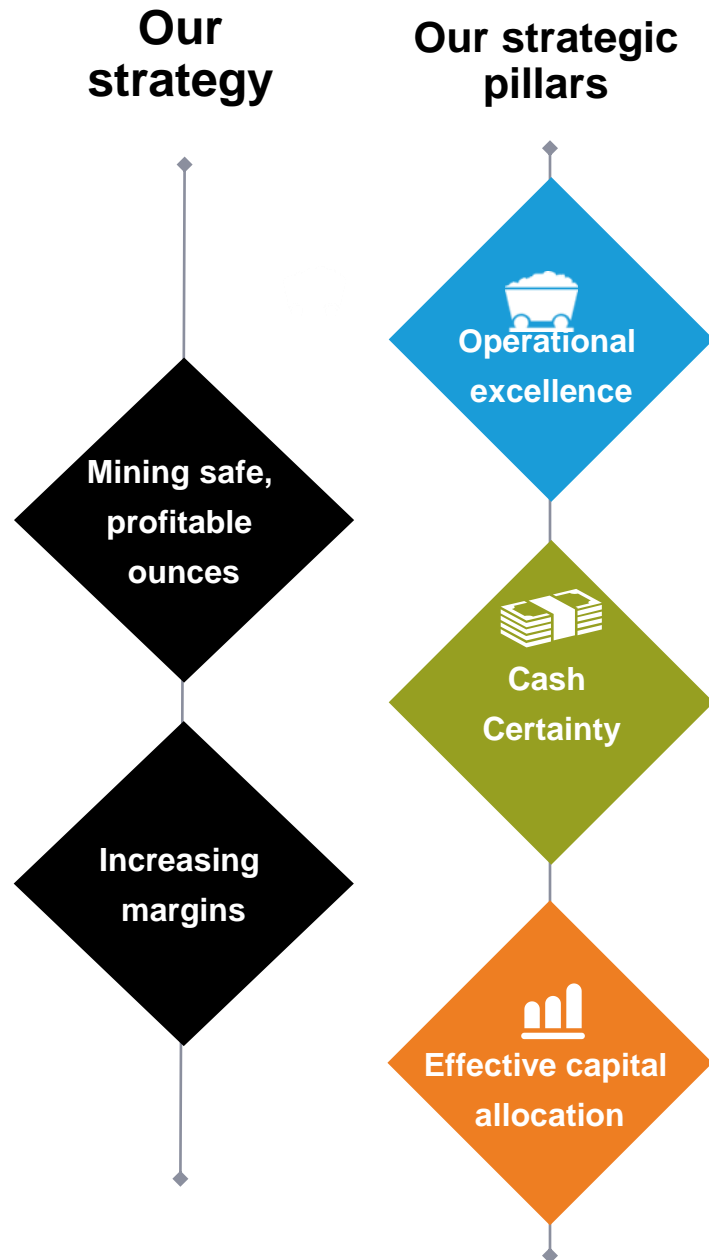 Our
strategy
Mining safe,
profitable
ounces
Increasing
margins
Our strategic
pillars
Operational
excellence
Cash
Certainty
Effective capital
allocation